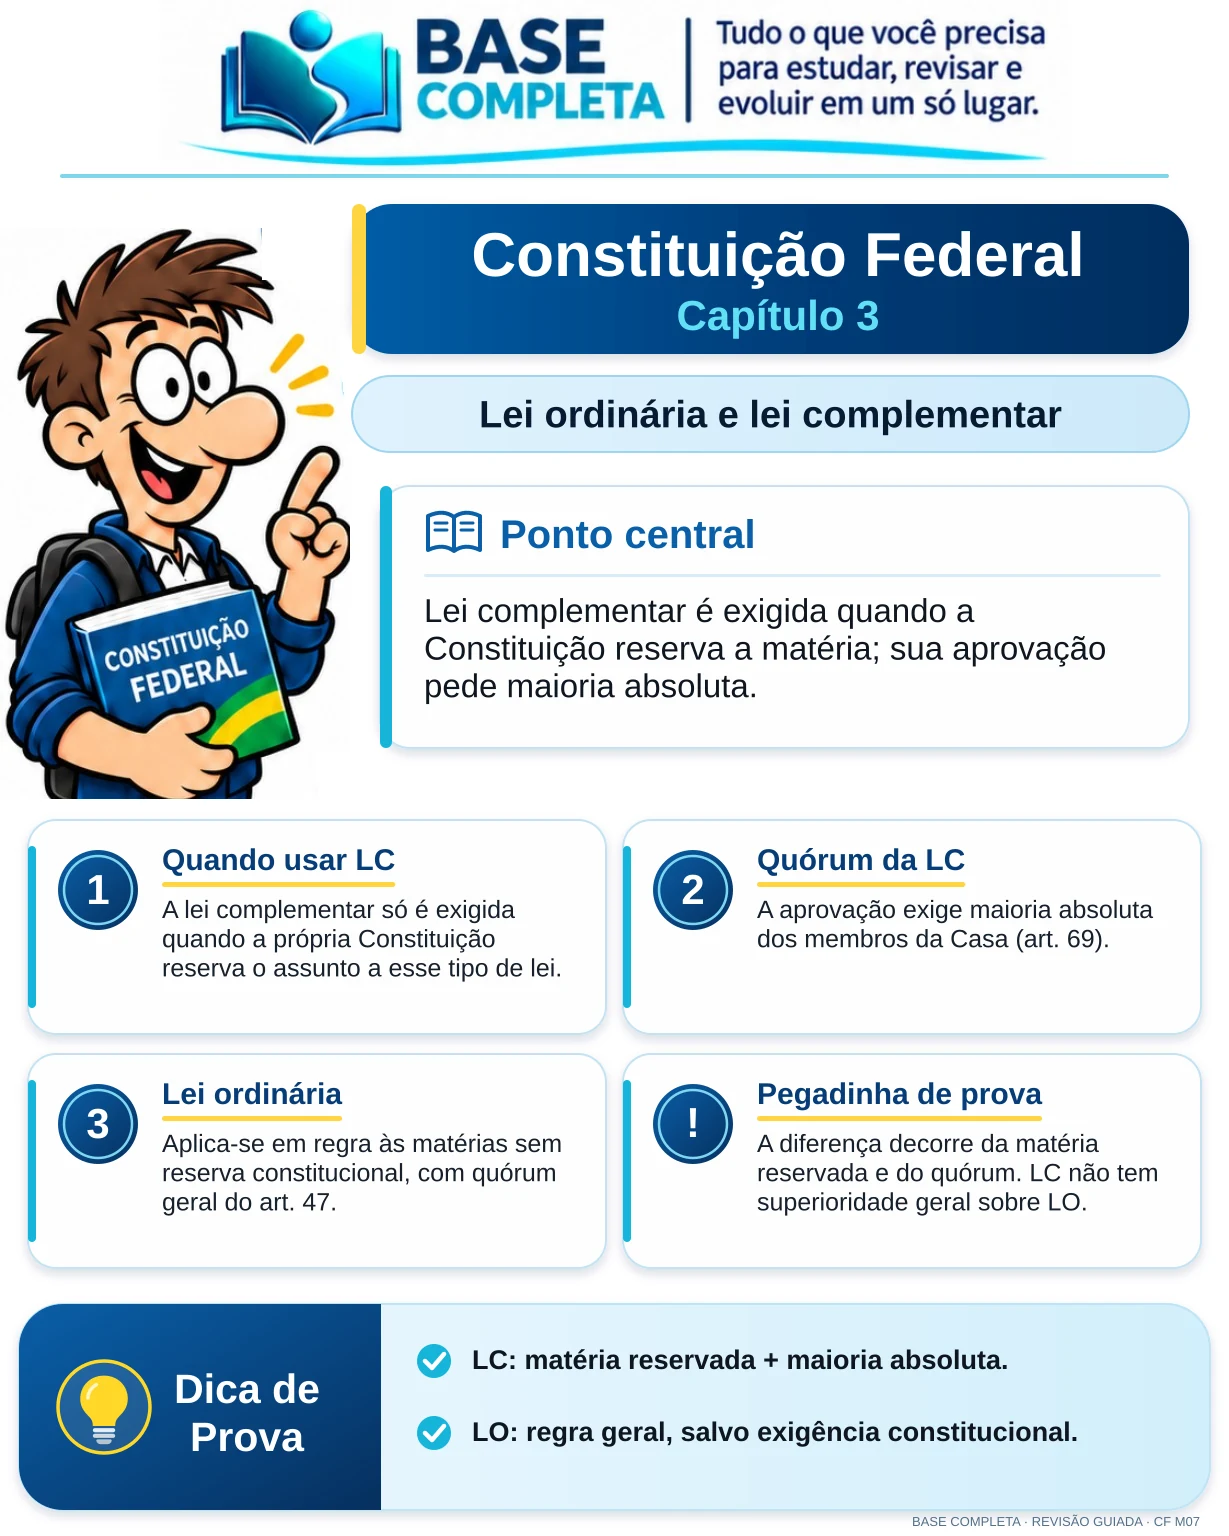 BASE
COMPLETA
Tudo o que você precisa
para estudar, revisar e
evoluir em um só lugar.
Constituição Federal
Capítulo 3
Lei ordinária e lei complementar
CONSTITUIÇÃO
FEDERAL
Ponto central
Lei complementar é exigida quando a
Constituição reserva a matéria; sua aprovação
pede maioria absoluta.
1
Quando usar LC
A lei complementar só é exigida
quando a própria Constituição
reserva o assunto a esse tipo de lei.
2
Quórum da LC
A aprovação exige maioria absoluta
dos membros da Casa (art. 69).
3
Lei ordinária
Aplica-se em regra às matérias sem
reserva constitucional, com quórum
geral do art. 47.
!
Pegadinha de prova
A diferença decorre da matéria
reservada e do quórum. LC não tem
superioridade geral sobre LO.
Dica de
Prova
LC: matéria reservada + maioria absoluta.
LO: regra geral, salvo exigência constitucional.
BASE COMPLETA · REVISÃO GUIADA · CF M07